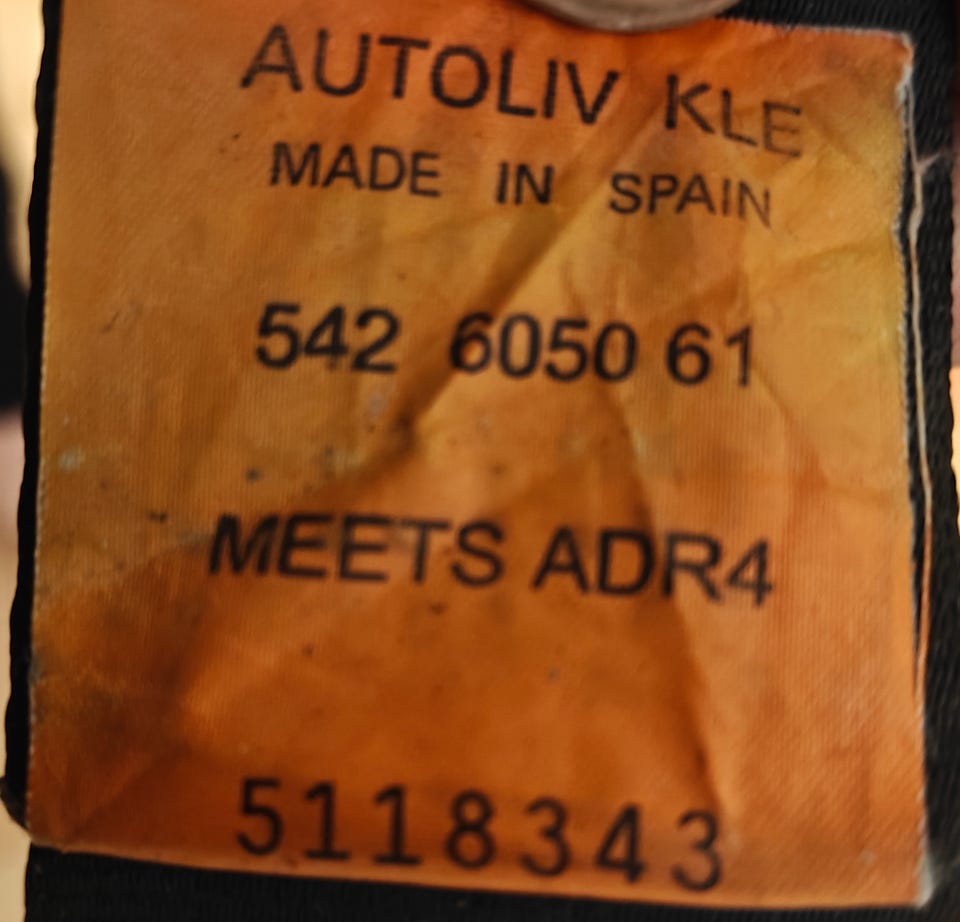 AUTOLIV KLE
MADE IN SPAIN
542 6050 61
MEETS ADR4
5118343